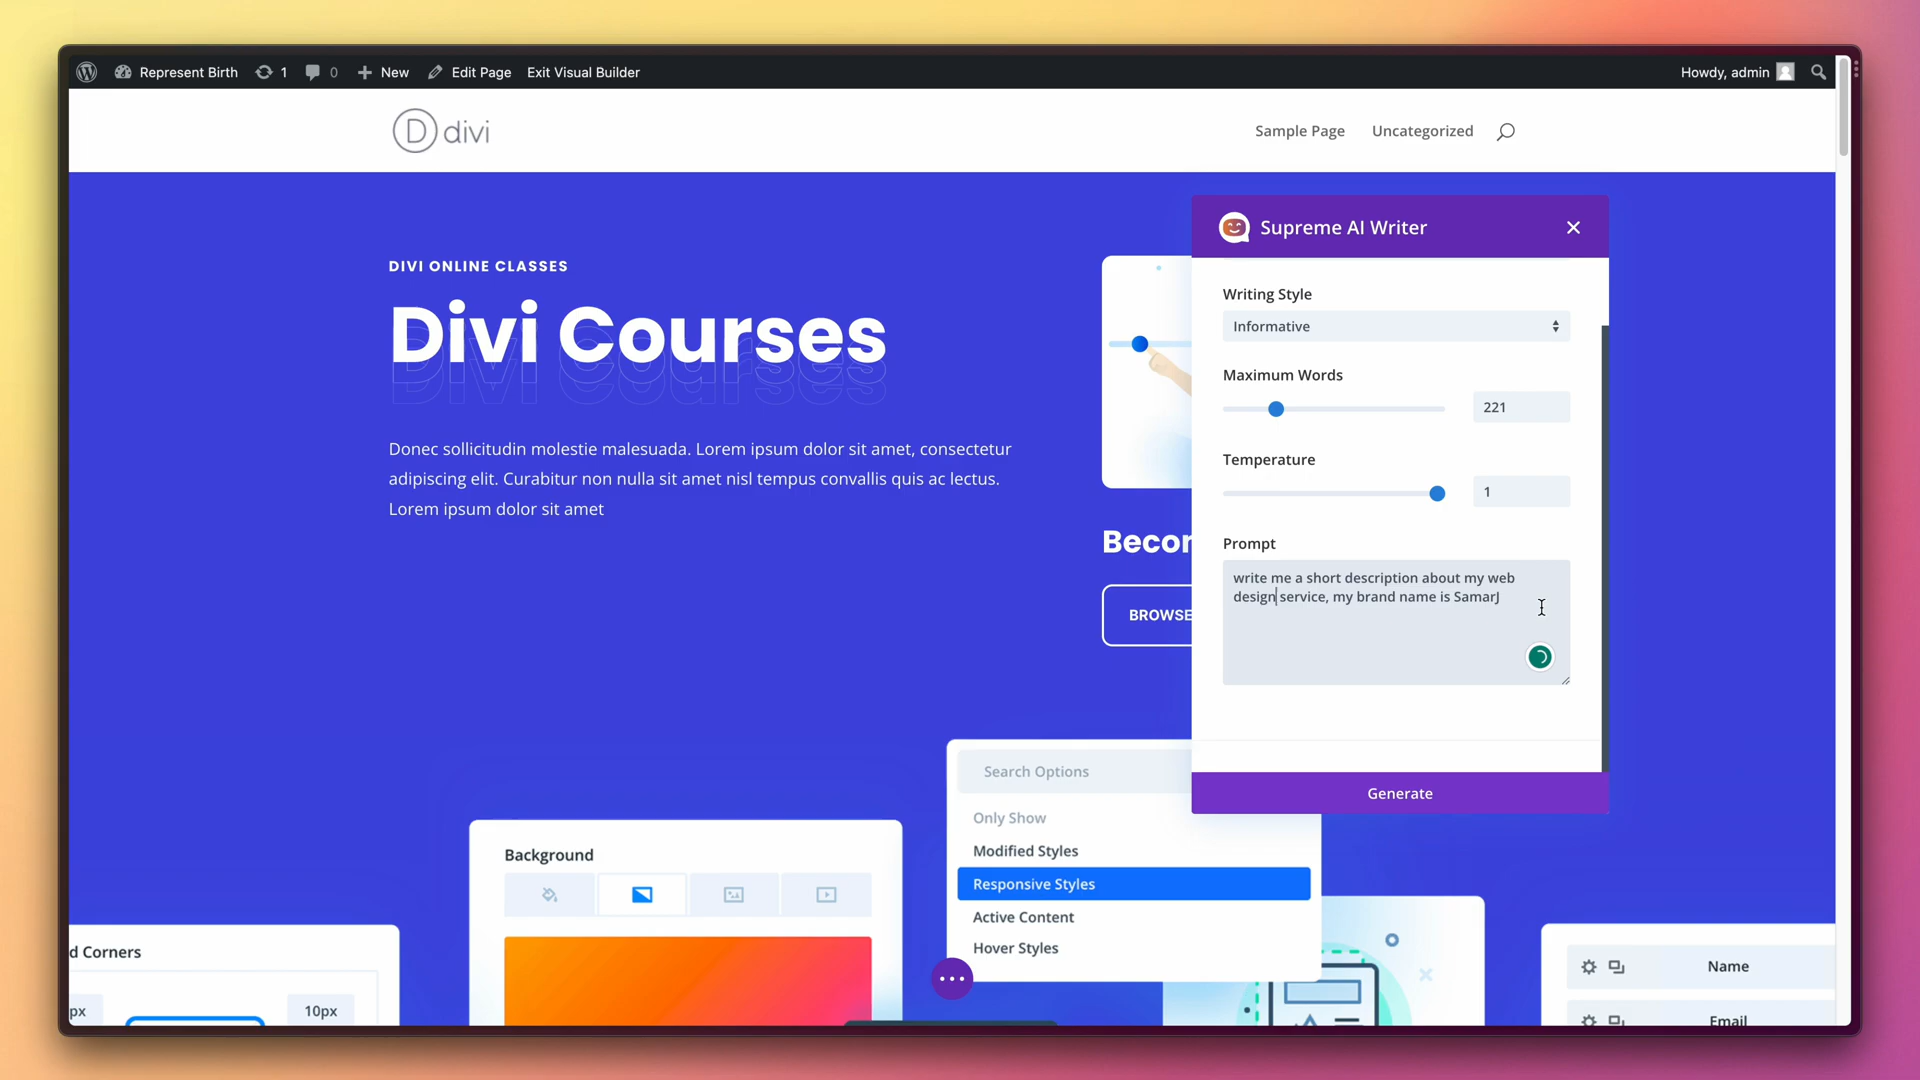 Represent Birth
1
0
New
Edit Page
Exit Visual Builder
Howdy, admin
D divi
Sample Page
Uncategorized
DIVI ONLINE CLASSES
Divi Courses
Donec sollicitudin molestie malesuada. Lorem ipsum dolor sit amet, consectetur
adipiscing elit. Curabitur non nulla sit amet nisl tempus convallis quis ac lectus.
Lorem ipsum dolor sit amet
Becor
BROWSE
Supreme AI Writer
Writing Style
Informative
Maximum Words
221
Temperature
1
Prompt
write me a short description about my web
design service, my brand name is SamarJ
Generate
Search Options
Only Show
Modified Styles
Responsive Styles
Active Content
Hover Styles
Background
d Corners
px
10px
Name
Email